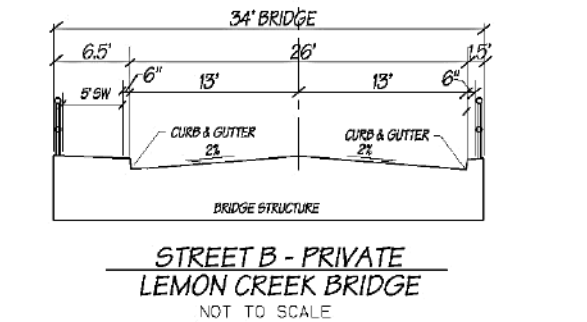 34' BRIDGE
6.5' 26' 1.5'
6" 13' 13' 6"
5' SW
CURB & GUTTER CURB & GUTTER
2% 2%
BRIDGE STRUCTURE
STREET B - PRIVATE
LEMON CREEK BRIDGE
NOT TO SCALE